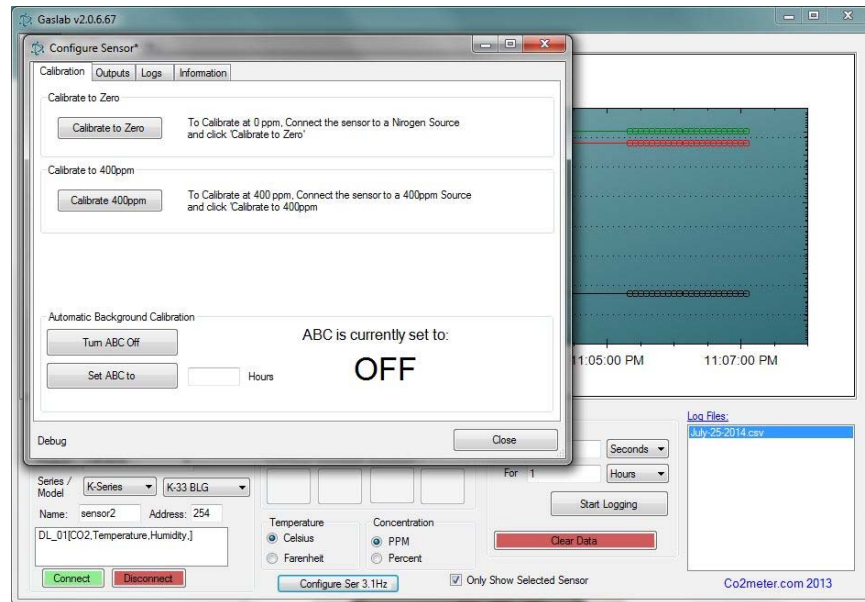 Gaslab v2.0.6.67
Configure Sensor*
Calibration Outputs Logs Information
Calibrate to Zero
Calibrate to Zero
To Calibrate at 0 ppm, Connect the sensor to a Nirogen Source
and click 'Calibrate to Zero'
Calibrate to 400ppm
Calibrate 400ppm
To Calibrate at 400 ppm, Connect the sensor to a 400ppm Source
and click 'Calibrate to 400ppm
Automatic Background Calibration
Turn ABC Off
ABC is currently set to:
Set ABC to
Hours
OFF
Debug
Close
11:05:00 PM
11:07:00 PM
Log Files:
July-25-2014.csv
Seconds
For 1
Hours
Start Logging
Clear Data
Series /
Model
K-Series
K-33 BLG
Name: sensor2
Address: 254
DL_01[CO2,Temperature,Humidity.]
Connect
Disconnect
Temperature
Celsius
Farenheit
Concentration
PPM
Percent
Configure Ser 3.1Hz
Only Show Selected Sensor
Co2meter.com 2013